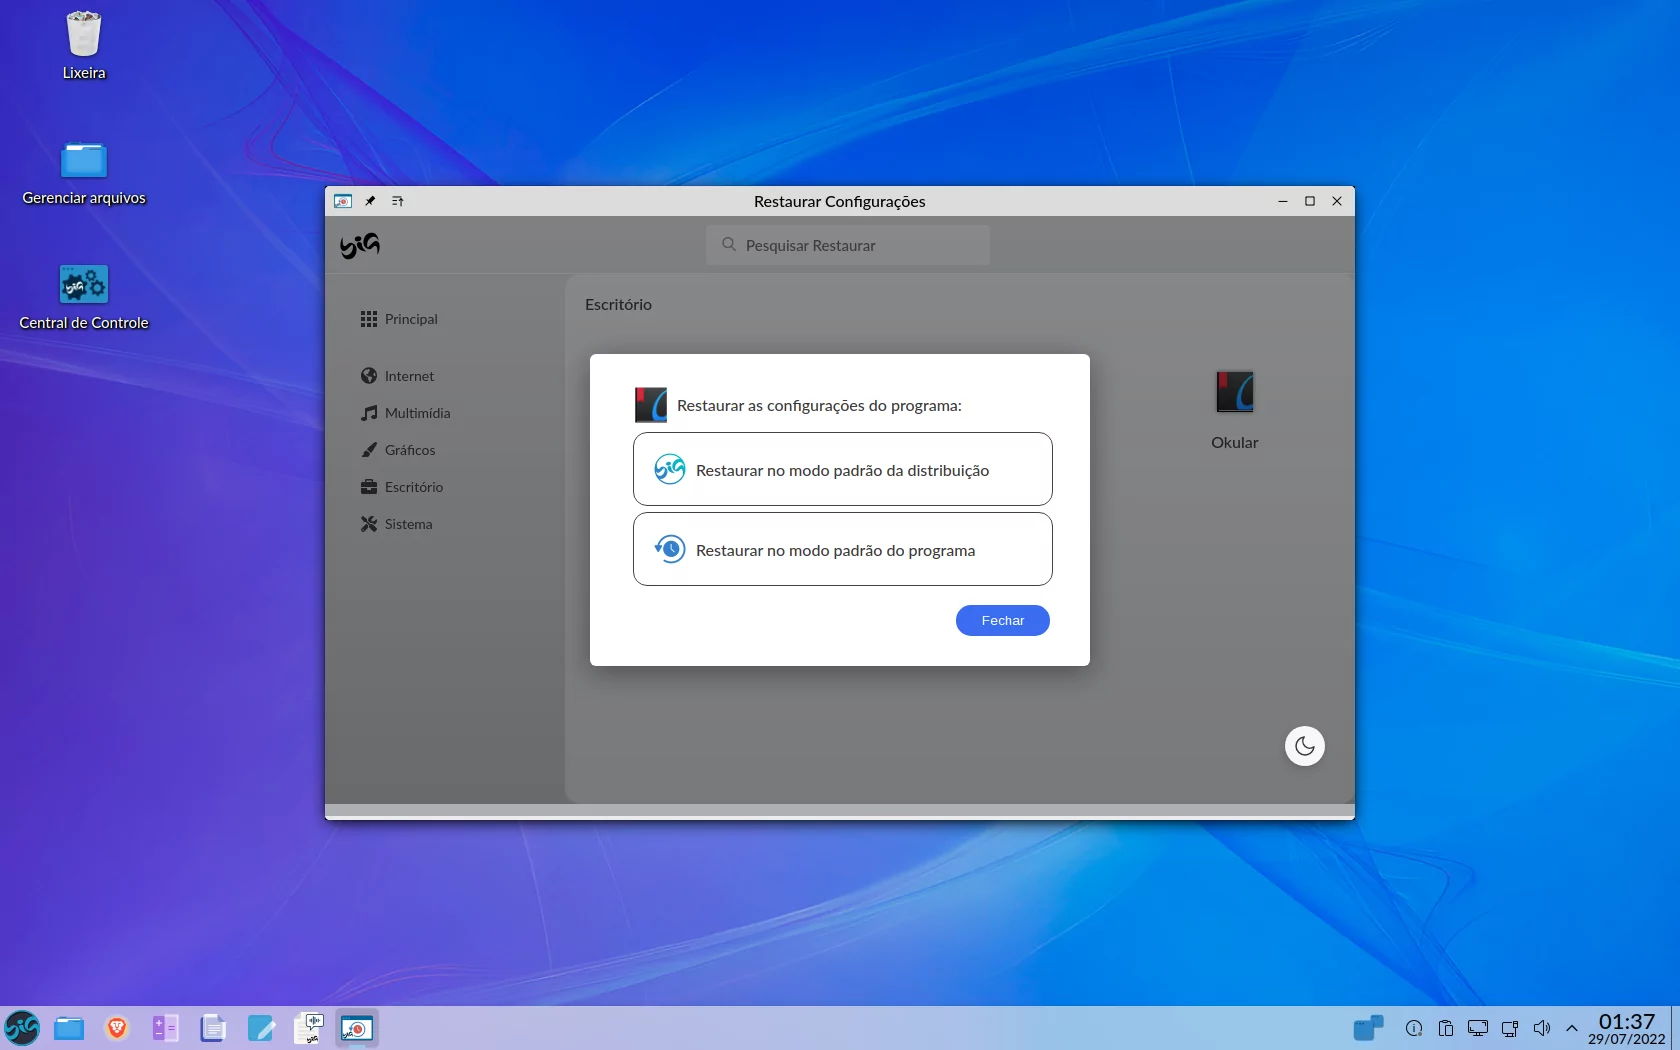 Lixeira
Gerenciar arquivos
Central de Controle
Restaurar Configurações
Pesquisar Restaurar
Principal
Internet
Multimídia
Gráficos
Escritório
Sistema
Escritório
Okular
Restaurar as configurações do programa:
Restaurar no modo padrão da distribuição
Restaurar no modo padrão do programa
Fechar
01:37
29/07/2022